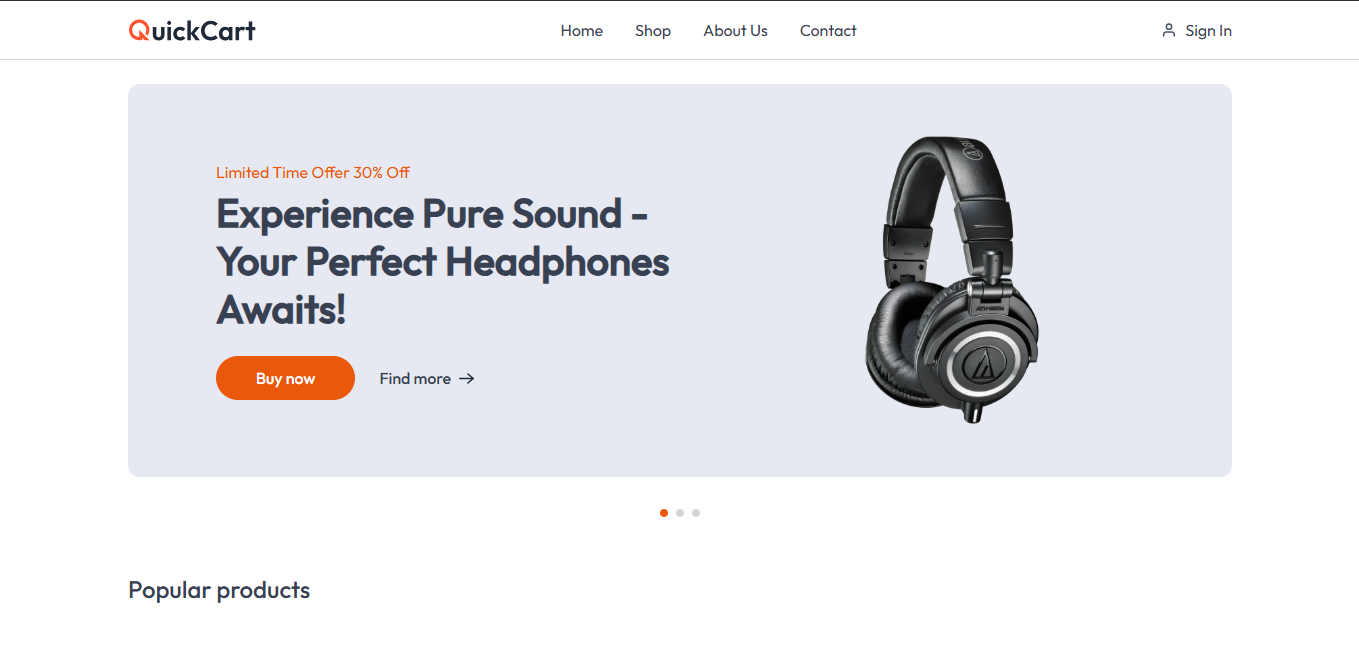 QuickCart
Home
Shop
About Us
Contact
Sign In
Limited Time Offer 30% Off
Experience Pure Sound -
Your Perfect Headphones
Awaits!
Buy now
Find more
Popular products